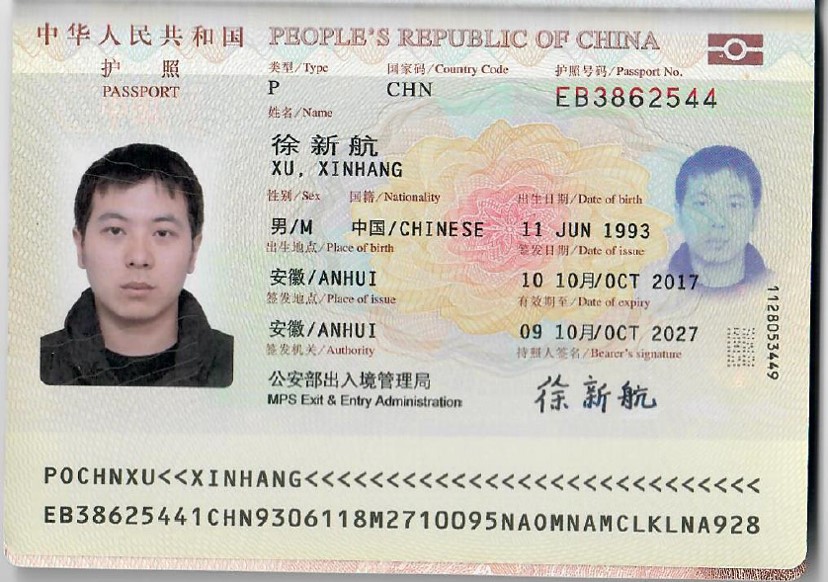 中华人民共和国 PEOPLE'S REPUBLIC OF CHINA
护照 类型/Type 国家码/Country Code 护照号码/Passport No.
PASSPORT P CHN EB3862544
姓名/Name
徐新航
XU, XINHANG
性别/Sex 国籍/Nationality 出生日期/Date of birth
男/M 中国/CHINESE 11 JUN 1993
出生地点/Place of birth 签发日期/Date of issue
安徽/ANHUI 10 10月/OCT 2017
签发地点/Place of issue 有效期至/Date of expiry
安徽/ANHUI 09 10月/OCT 2027
签发机关/Authority 持照人签名/Bearer's signature
公安部出入境管理局
MPS Exit & Entry Administration
徐新航
1128053449
POCHNXU<<XINHANG<<<<<<<<<<<<<<<<<<<<<<<<<<<<
EB38625441CHN9306118M2710095NAOMNAMCLKLNA928